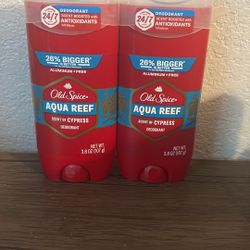 24/7
DEODORANT
SCENT BOOSTED WITH
ANTIOXIDANTS
26% BIGGER
ALUMINUM FREE
Old Spice
AQUA REEF
SCENT OF CYPRESS
DEODORANT
NET WT.
3.8 OZ (107 g)
24/7
DEODORANT
SCENT BOOSTED WITH
ANTIOXIDANTS
26% BIGGER
ALUMINUM FREE
Old Spice
AQUA REEF
SCENT OF CYPRESS
DEODORANT
NET WT.
3.8 OZ (107 g)